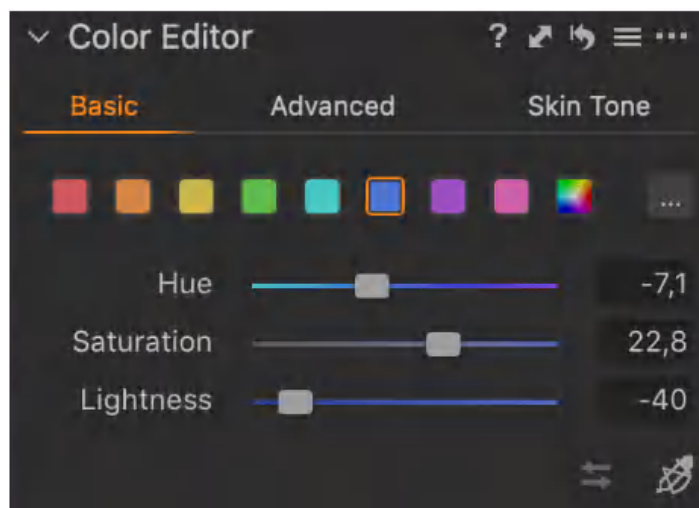 Color Editor ?
Basic Advanced Skin Tone
...
Hue -7,1
Saturation 22,8
Lightness -40